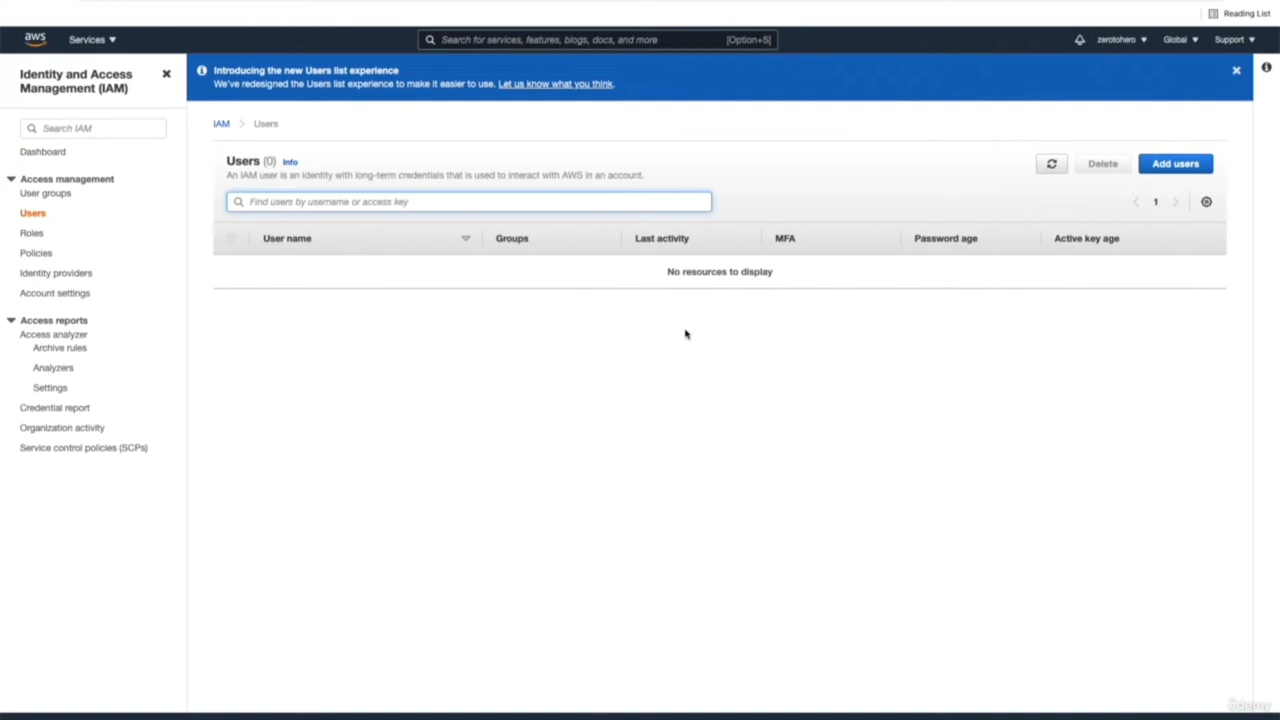 Reading List
aws
Services
Search for services, features, blogs, docs, and more
[Option+S]
zerotohero
Global
Support
Identity and Access
Management (IAM)
Search IAM
Dashboard
Access management
User groups
Users
Roles
Policies
Identity providers
Account settings
Access reports
Access analyzer
Archive rules
Analyzers
Settings
Credential report
Organization activity
Service control policies (SCPs)
Introducing the new Users list experience
We've redesigned the Users list experience to make it easier to use. Let us know what you think.
IAM > Users
Users (0) Info
An IAM user is an identity with long-term credentials that is used to interact with AWS in an account.
Delete
Add users
Find users by username or access key
1
User name
Groups
Last activity
MFA
Password age
Active key age
No resources to display
ûdemy